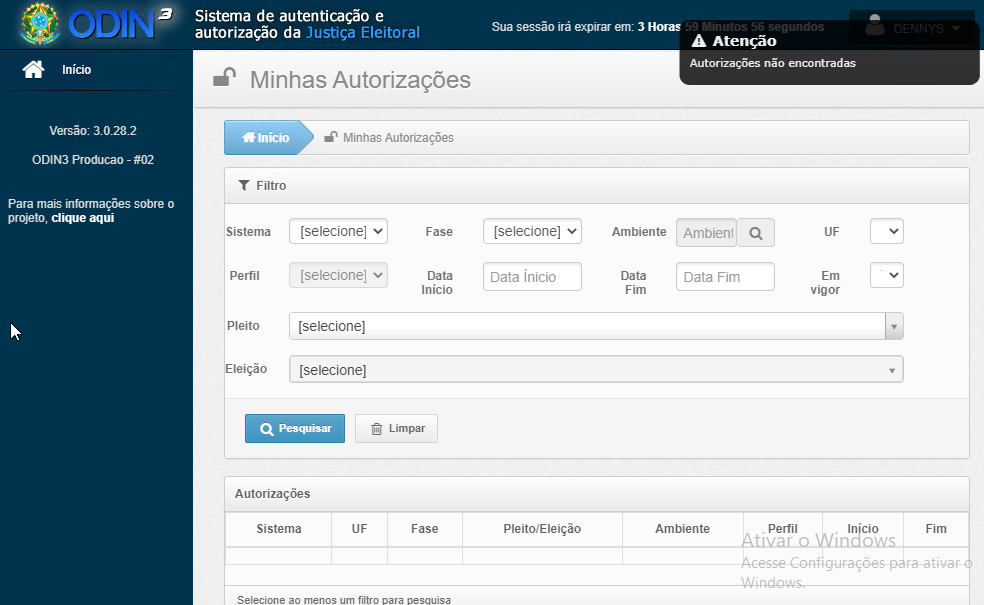 ODIN 3
Sistema de autenticação e
autorização da Justiça Eleitoral
Sua sessão irá expirar em: 3 Horas 59 Minutos 56 segundos
DENNYS
Atenção
Autorizações não encontradas
Início
Versão: 3.0.28.2
ODIN3 Producao - #02
Para mais informações sobre o
projeto, clique aqui
Minhas Autorizações
Início
Minhas Autorizações
Filtro
Sistema [selecione] Fase [selecione] Ambiente Ambient UF
Perfil [selecione] Data Início Data Ínicio Data Fim Data Fim Em vigor
Pleito [selecione]
Eleição [selecione]
Pesquisar Limpar
Autorizações
Sistema UF Fase Pleito/Eleição Ambiente Perfil Início Fim
Ativar o Windows
Acesse Configurações para ativar o
Windows.
Selecione ao menos um filtro para pesquisa